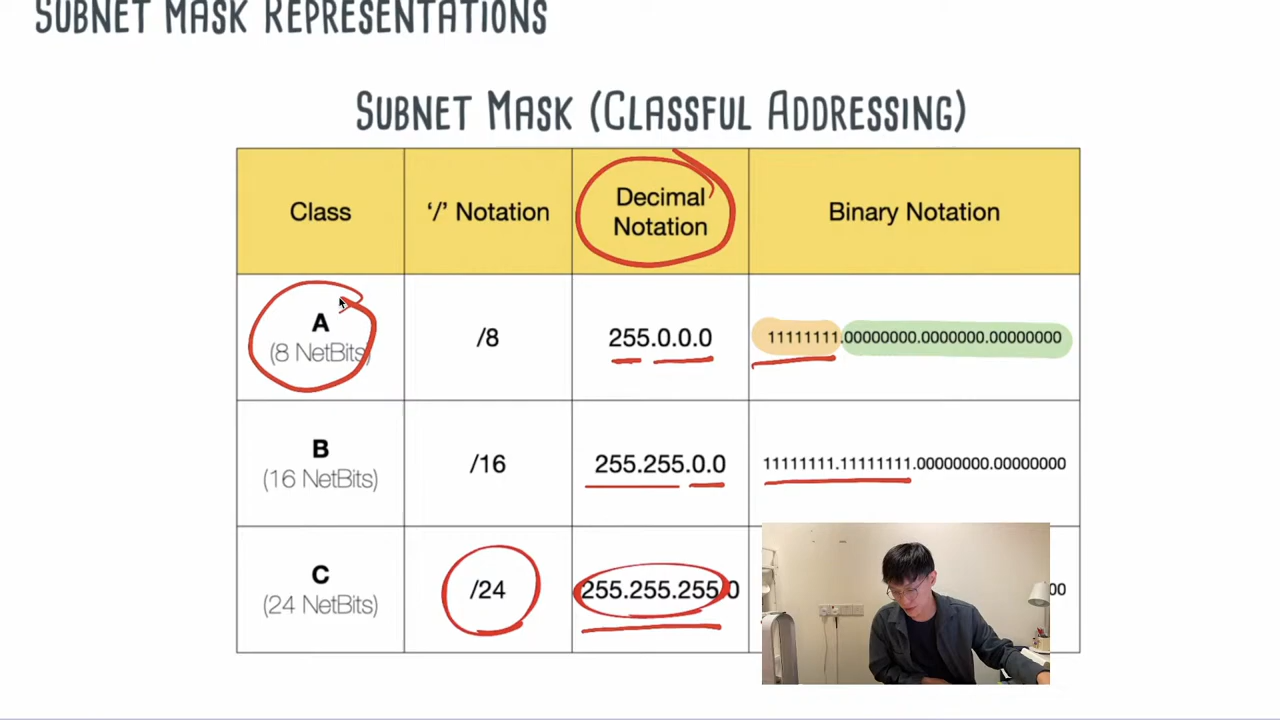 SUBNET MASK REPRESENTATIONS
SUBNET MASK (CLASSFUL ADDRESSING)
Class
'/' Notation
Decimal
Notation
Binary Notation
A
(8 NetBits)
/8
255.0.0.0
11111111.00000000.0000000.00000000
B
(16 NetBits)
/16
255.255.0.0
11111111.11111111.00000000.00000000
C
(24 NetBits)
/24
255.255.255.0
00